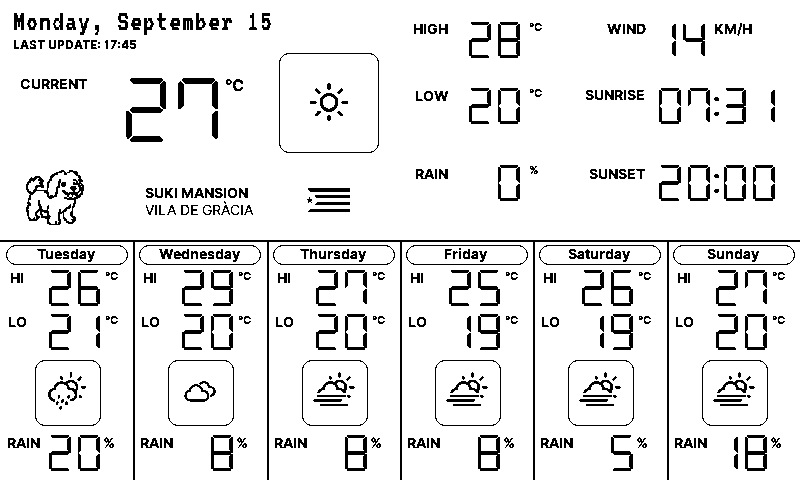 Monday, September 15
LAST UPDATE: 17:45
CURRENT 27 °C
SUKI MANSION
VILA DE GRÀCIA
HIGH 28 °C
LOW 20 °C
RAIN 0 %
WIND 14 KM/H
SUNRISE 07:31
SUNSET 20:00
Tuesday
HI 26 °C
LO 21 °C
RAIN 20 %
Wednesday
HI 29 °C
LO 20 °C
RAIN 8 %
Thursday
HI 27 °C
LO 20 °C
RAIN 8 %
Friday
HI 25 °C
LO 19 °C
RAIN 8 %
Saturday
HI 26 °C
LO 19 °C
RAIN 5 %
Sunday
HI 27 °C
LO 20 °C
RAIN 18 %